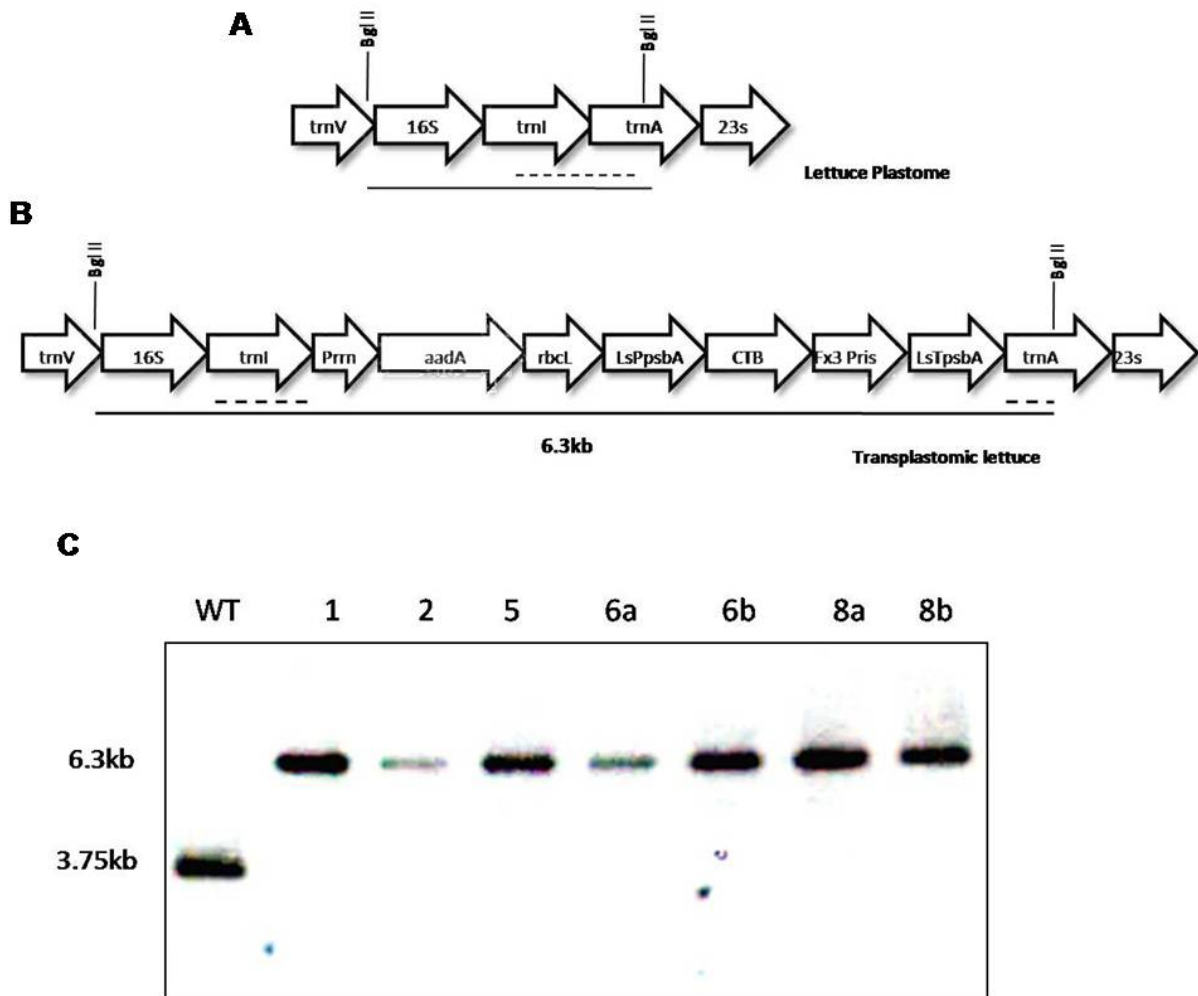 A
Bgl II
Bgl II
trnV 16S trnI trnA 23s
Lettuce Plastome
B
Bgl II
Bgl II
trnV 16S trnI Prrn aadA rbcL LsPpsbA CTB Fx3 Pris LsTpsbA trnA 23s
6.3kb
Transplastomic lettuce
C
WT 1 2 5 6a 6b 8a 8b
6.3kb
3.75kb